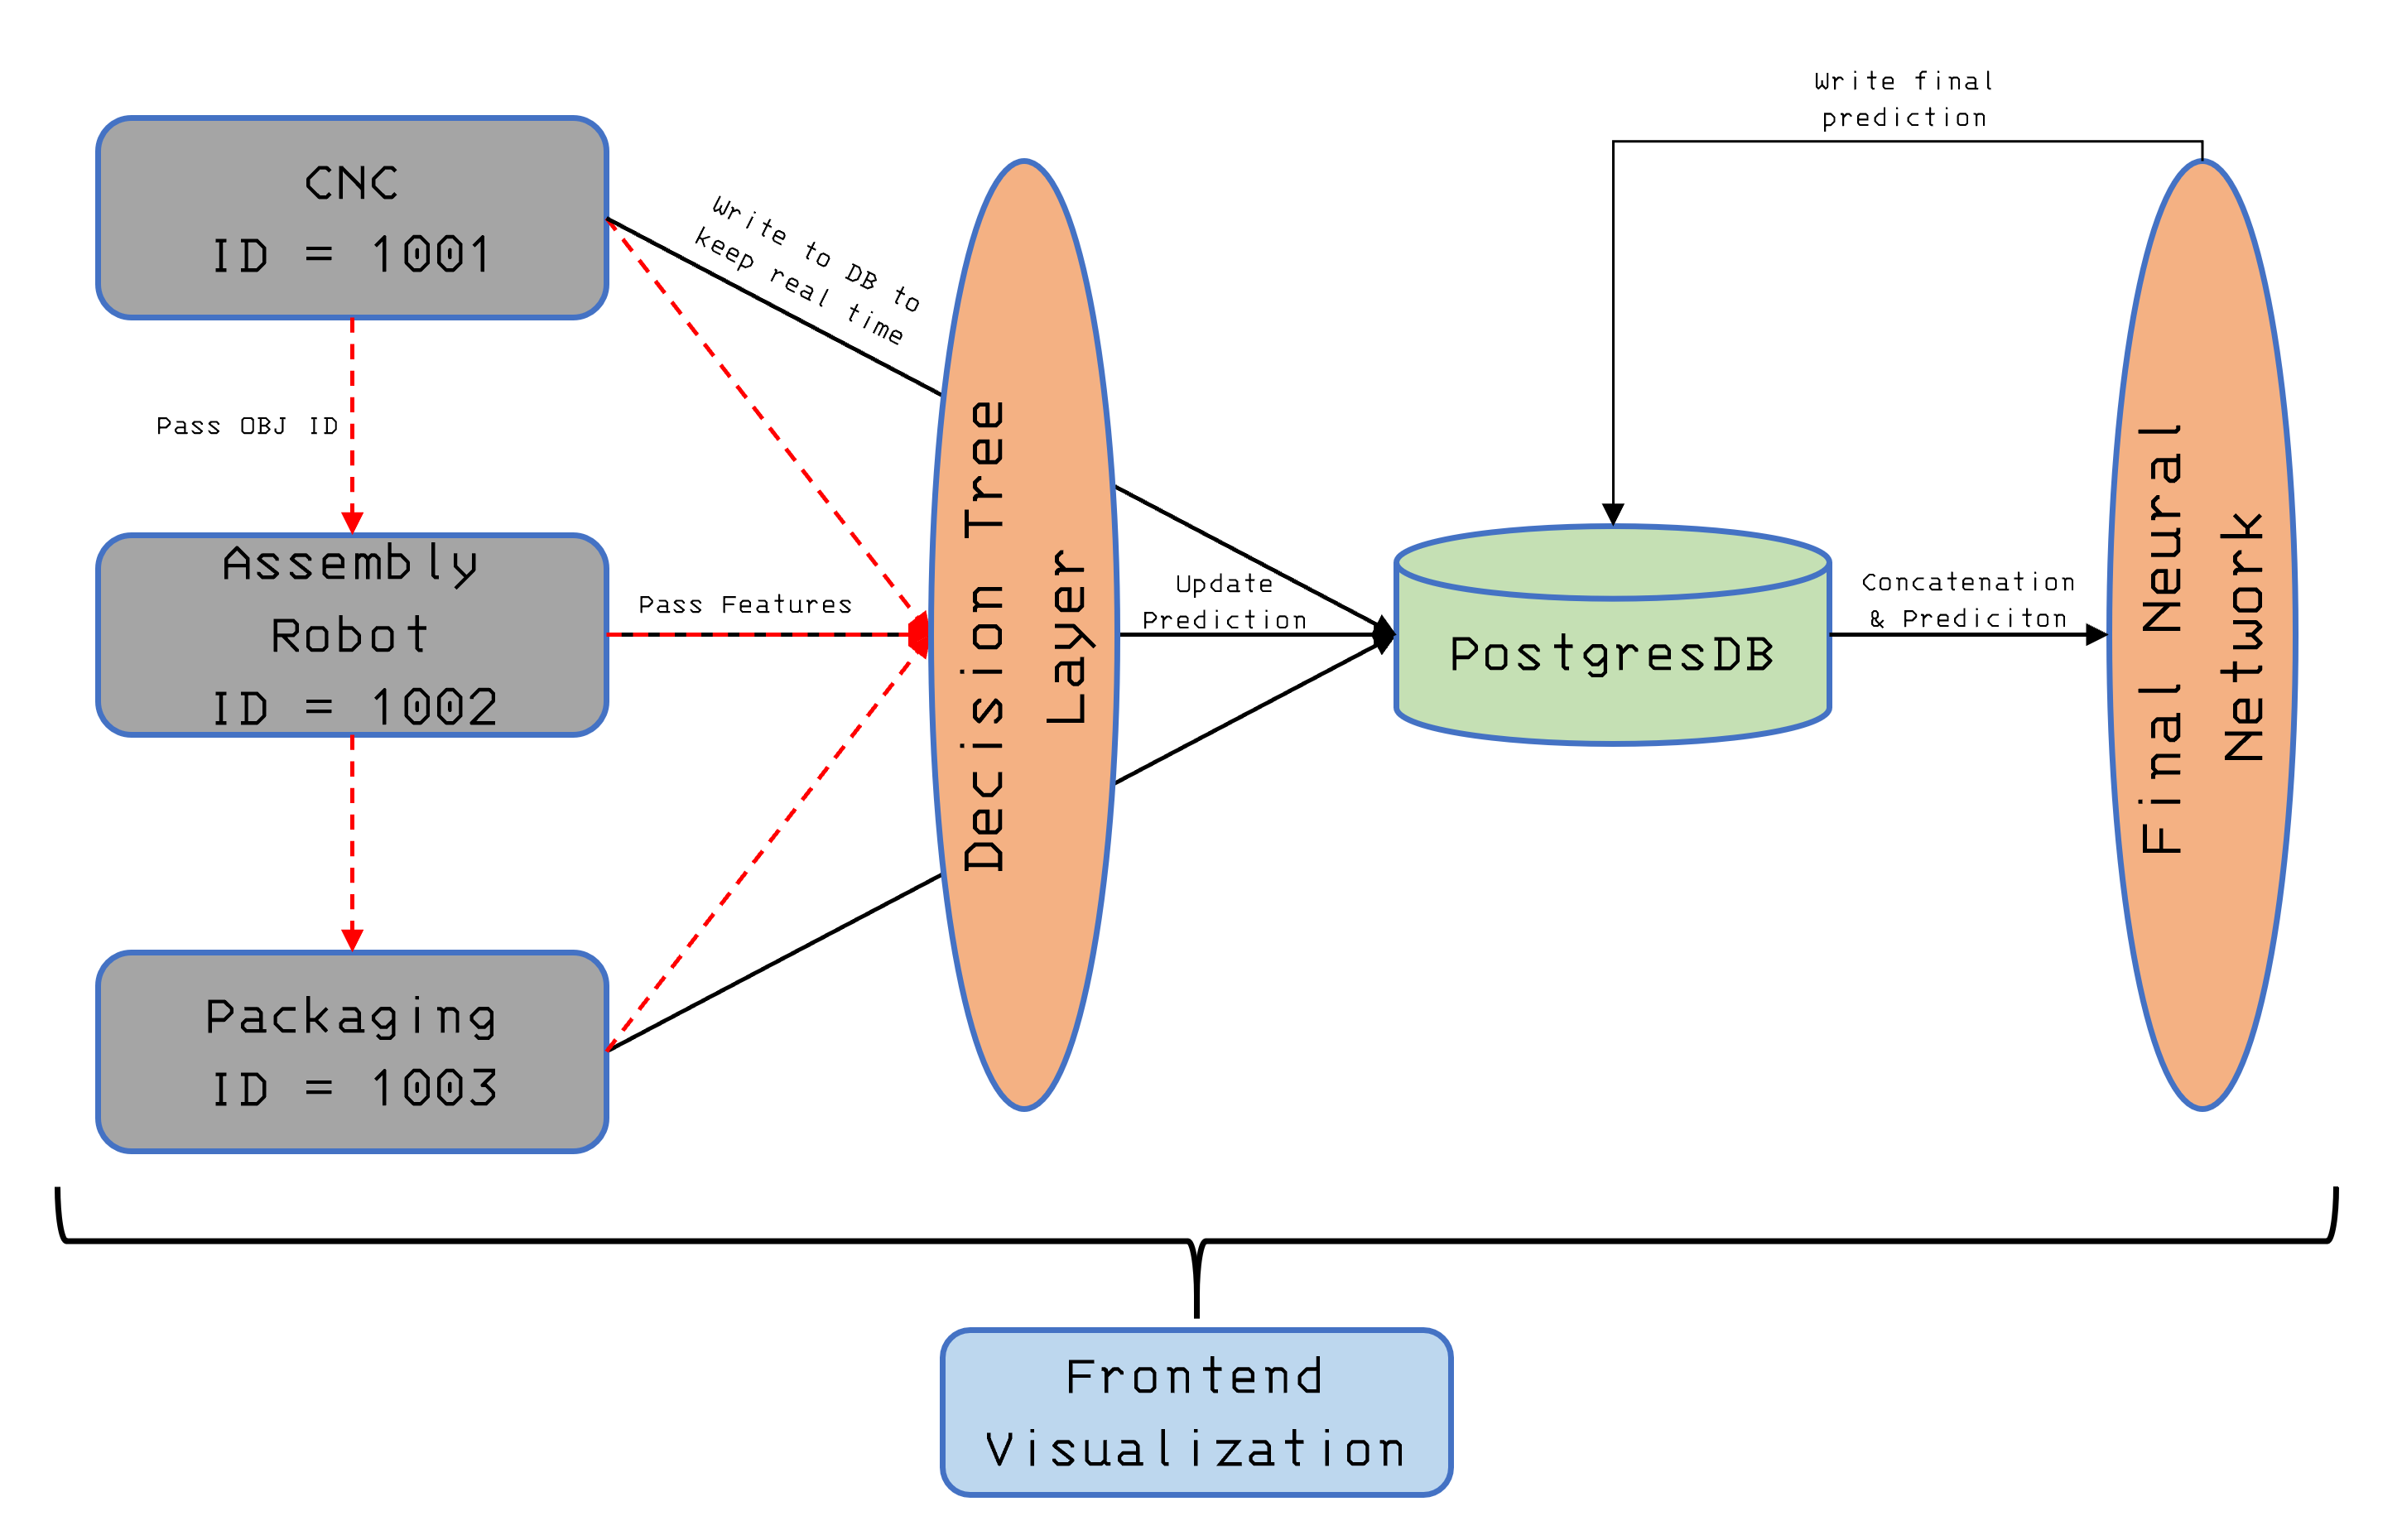 Write final
prediction
CNC
ID = 1001
Write to DB to
keep real time
Pass OBJ ID
Assembly
Robot
ID = 1002
Pass Features
Decision Tree
Layer
Update
Prediction
PostgresDB
Concatenation
& Prediciton
Final Neural
Network
Packaging
ID = 1003
Frontend
Visualization